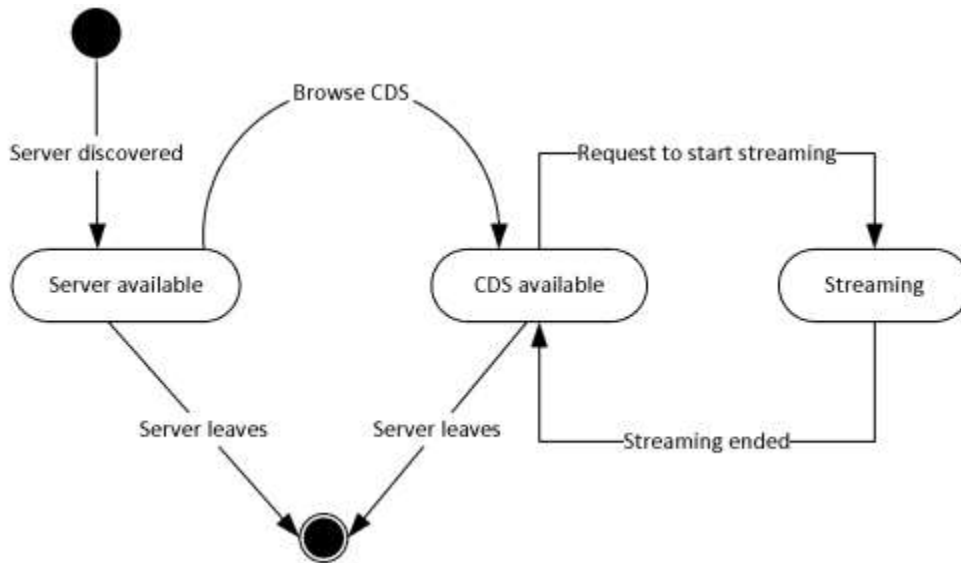 Browse CDS
Server discovered
Request to start streaming
Server available
CDS available
Streaming
Server leaves
Server leaves
Streaming ended